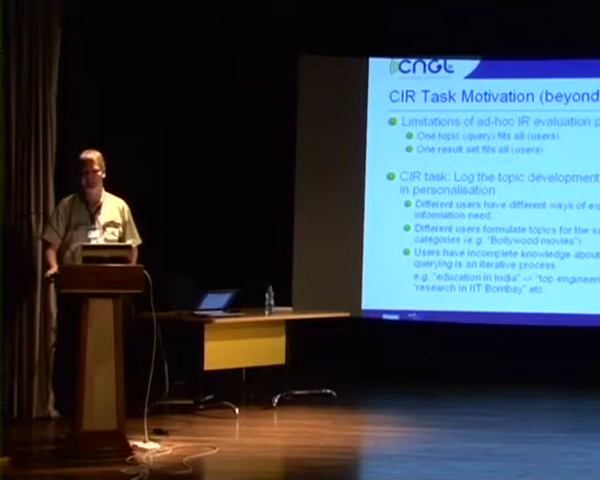 CNGL
CIR Task Motivation (beyond
Limitations of ad-hoc IR evaluation p
One topic (query) fits all (users).
One result set fits all (users).
CIR task: Log the topic development
in personalisation
Different users have different ways of ex
information need.
Different users formulate topics for the sa
categories (e.g. "Bollywood movies")
Users have incomplete knowledge about
querying is an iterative process
e.g. "education in India" -> "top engineer
"research in IIT Bombay" etc.